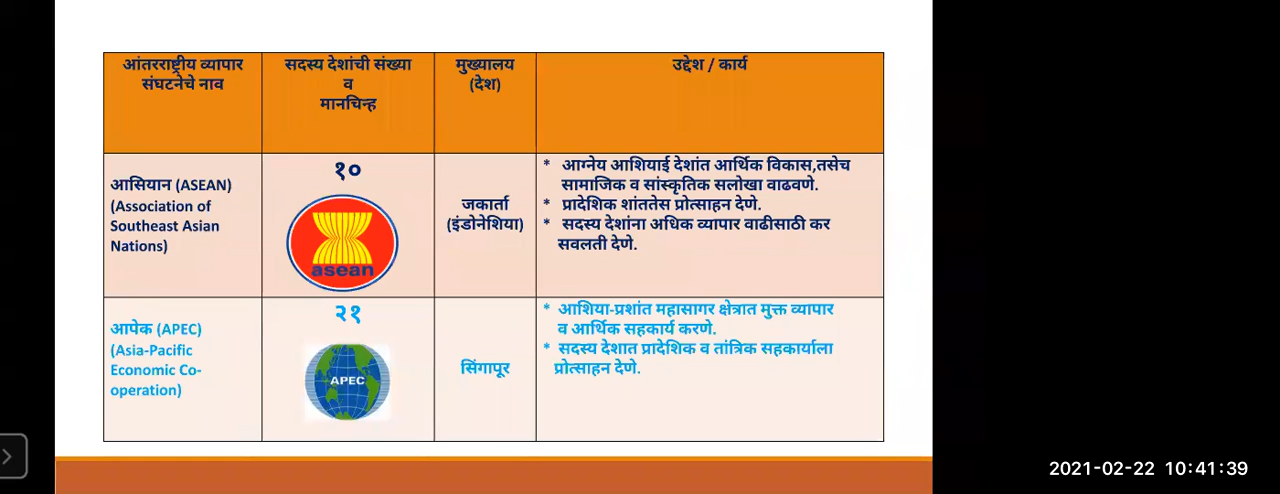 आंतरराष्ट्रीय व्यापार
संघटनेचे नाव
सदस्य देशांची संख्या
व
मानचिन्ह
मुख्यालय
(देश)
उद्देश / कार्य
आसियान (ASEAN)
(Association of
Southeast Asian
Nations)
१०
asean
जकार्ता
(इंडोनेशिया)
* आग्नेय आशियाई देशांत आर्थिक विकास,तसेच
सामाजिक व सांस्कृतिक सलोखा वाढवणे.
* प्रादेशिक शांततेस प्रोत्साहन देणे.
* सदस्य देशांना अधिक व्यापार वाढीसाठी कर
सवलती देणे.
आपेक (APEC)
(Asia-Pacific
Economic Co-
operation)
२१
APEC
सिंगापूर
* आशिया-प्रशांत महासागर क्षेत्रात मुक्त व्यापार
व आर्थिक सहकार्य करणे.
* सदस्य देशात प्रादेशिक व तांत्रिक सहकार्याला
प्रोत्साहन देणे.
2021-02-22 10:41:39